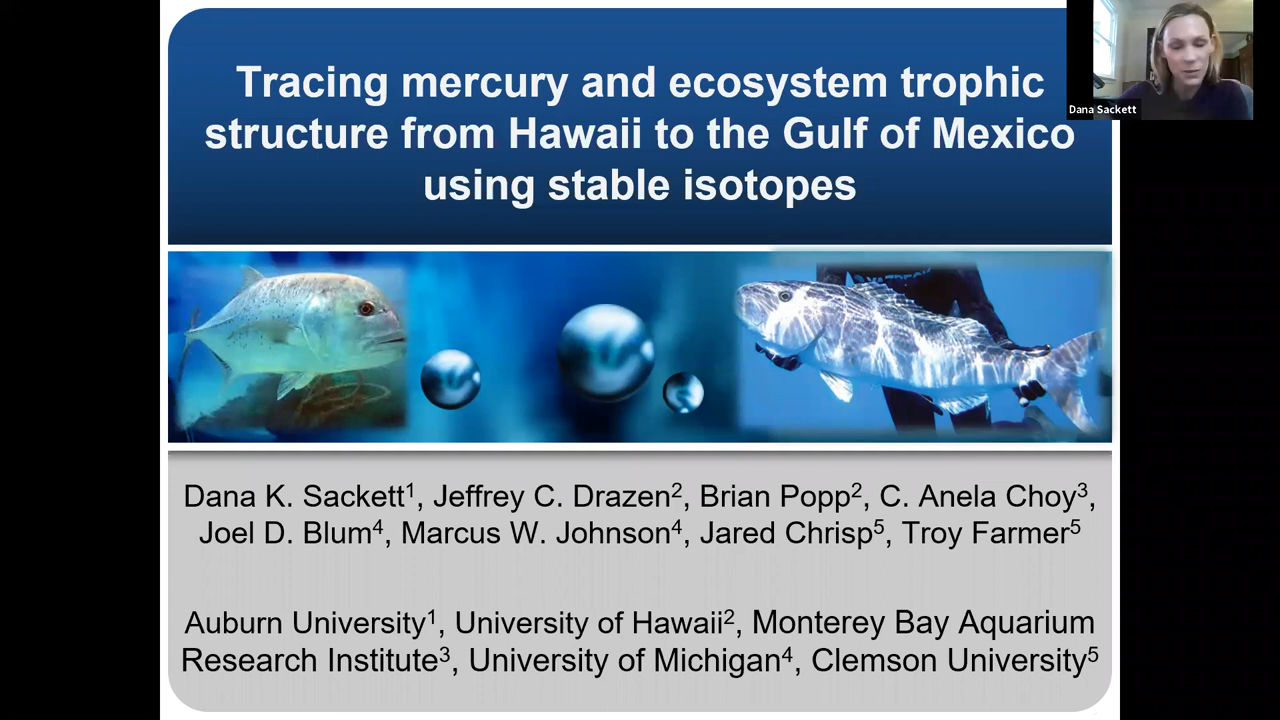 Tracing mercury and ecosystem trophic
structure from Hawaii to the Gulf of Mexico
using stable isotopes
Dana Sackett
Dana K. Sackett¹, Jeffrey C. Drazen², Brian Popp², C. Anela Choy³,
Joel D. Blum⁴, Marcus W. Johnson⁴, Jared Chrisp⁵, Troy Farmer⁵
Auburn University¹, University of Hawaii², Monterey Bay Aquarium
Research Institute³, University of Michigan⁴, Clemson University⁵